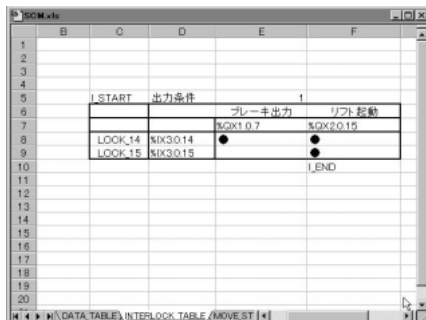 SCM.xls
B C D E F
1
2
3
4
5 I_START 出力条件 1
6 ブレーキ出力 リフト起動
7 %QX1.0.7 %QX2.0.15
8 LOOK_14 %IX3.0.14 ● ●
9 LOOK_15 %IX3.0.15 ●
10 I_END
11
12
13
14
15
16
17
18
19
20
DATA_TABLE INTERLOCK_TABLE MOVE_ST